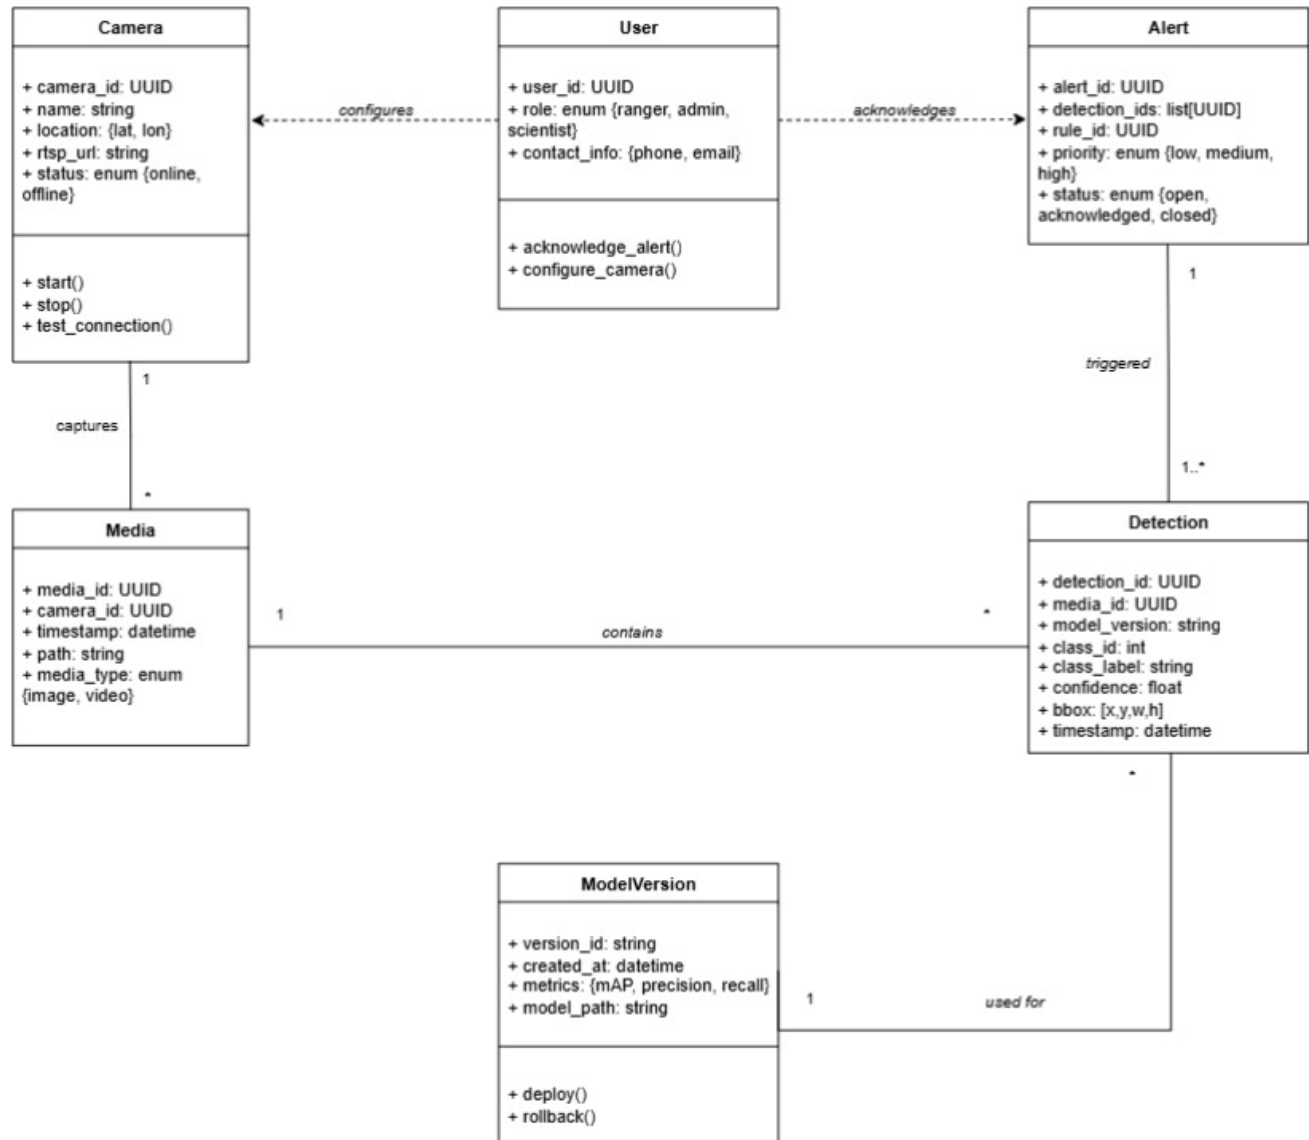 Camera
+ camera_id: UUID
+ name: string
+ location: {lat, lon}
+ rtsp_url: string
+ status: enum {online,
offline}
+ start()
+ stop()
+ test_connection()
configures
User
+ user_id: UUID
+ role: enum {ranger, admin,
scientist}
+ contact_info: {phone, email}
+ acknowledge_alert()
+ configure_camera()
acknowledges
Alert
+ alert_id: UUID
+ detection_ids: list[UUID]
+ rule_id: UUID
+ priority: enum {low, medium,
high}
+ status: enum {open,
acknowledged, closed}
1
captures
*
1
triggered
1..*
Media
+ media_id: UUID
+ camera_id: UUID
+ timestamp: datetime
+ path: string
+ media_type: enum
{image, video}
1
contains
*
Detection
+ detection_id: UUID
+ media_id: UUID
+ model_version: string
+ class_id: int
+ class_label: string
+ confidence: float
+ bbox: [x,y,w,h]
+ timestamp: datetime
*
ModelVersion
+ version_id: string
+ created_at: datetime
+ metrics: {mAP, precision, recall}
+ model_path: string
+ deploy()
+ rollback()
1
used for